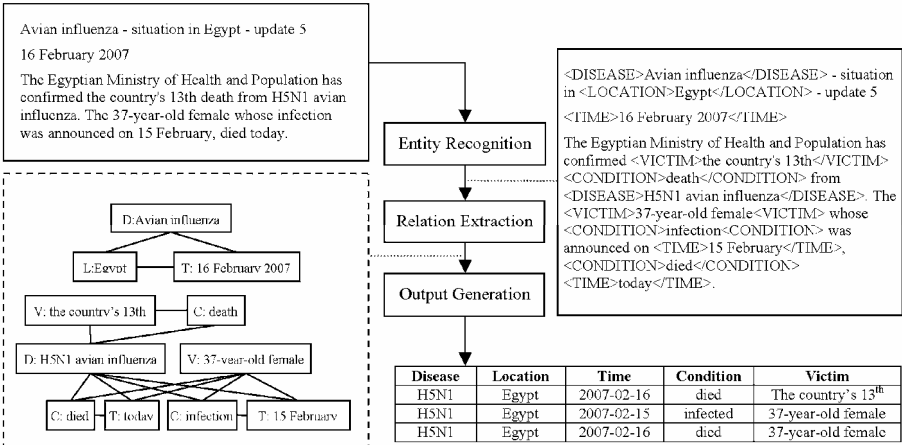 Avian influenza - situation in Egypt - update 5
16 February 2007
The Egyptian Ministry of Health and Population has
confirmed the country's 13th death from H5N1 avian
influenza. The 37-year-old female whose infection
was announced on 15 February, died today.
Entity Recognition
Relation Extraction
Output Generation
<DISEASE>Avian influenza</DISEASE> - situation
in <LOCATION>Egypt</LOCATION> - update 5
<TIME>16 February 2007</TIME>
The Egyptian Ministry of Health and Population has
confirmed <VICTIM>the country's 13th</VICTIM>
<CONDITION>death</CONDITION> from
<DISEASE>H5N1 avian influenza</DISEASE>. The
<VICTIM>37-year-old female<VICTIM> whose
<CONDITION>infection<CONDITION> was
announced on <TIME>15 February</TIME>,
<CONDITION>died</CONDITION>
<TIME>today</TIME>.
D:Avian influenza
L:Egypt T: 16 February 2007
V: the country's 13th C: death
D: H5N1 avian influenza V: 37-year-old female
C: died T: today C: infection T: 15 February
Disease Location Time Condition Victim
H5N1 Egypt 2007-02-16 died The country's 13th
H5N1 Egypt 2007-02-15 infected 37-year-old female
H5N1 Egypt 2007-02-16 died 37-year-old female